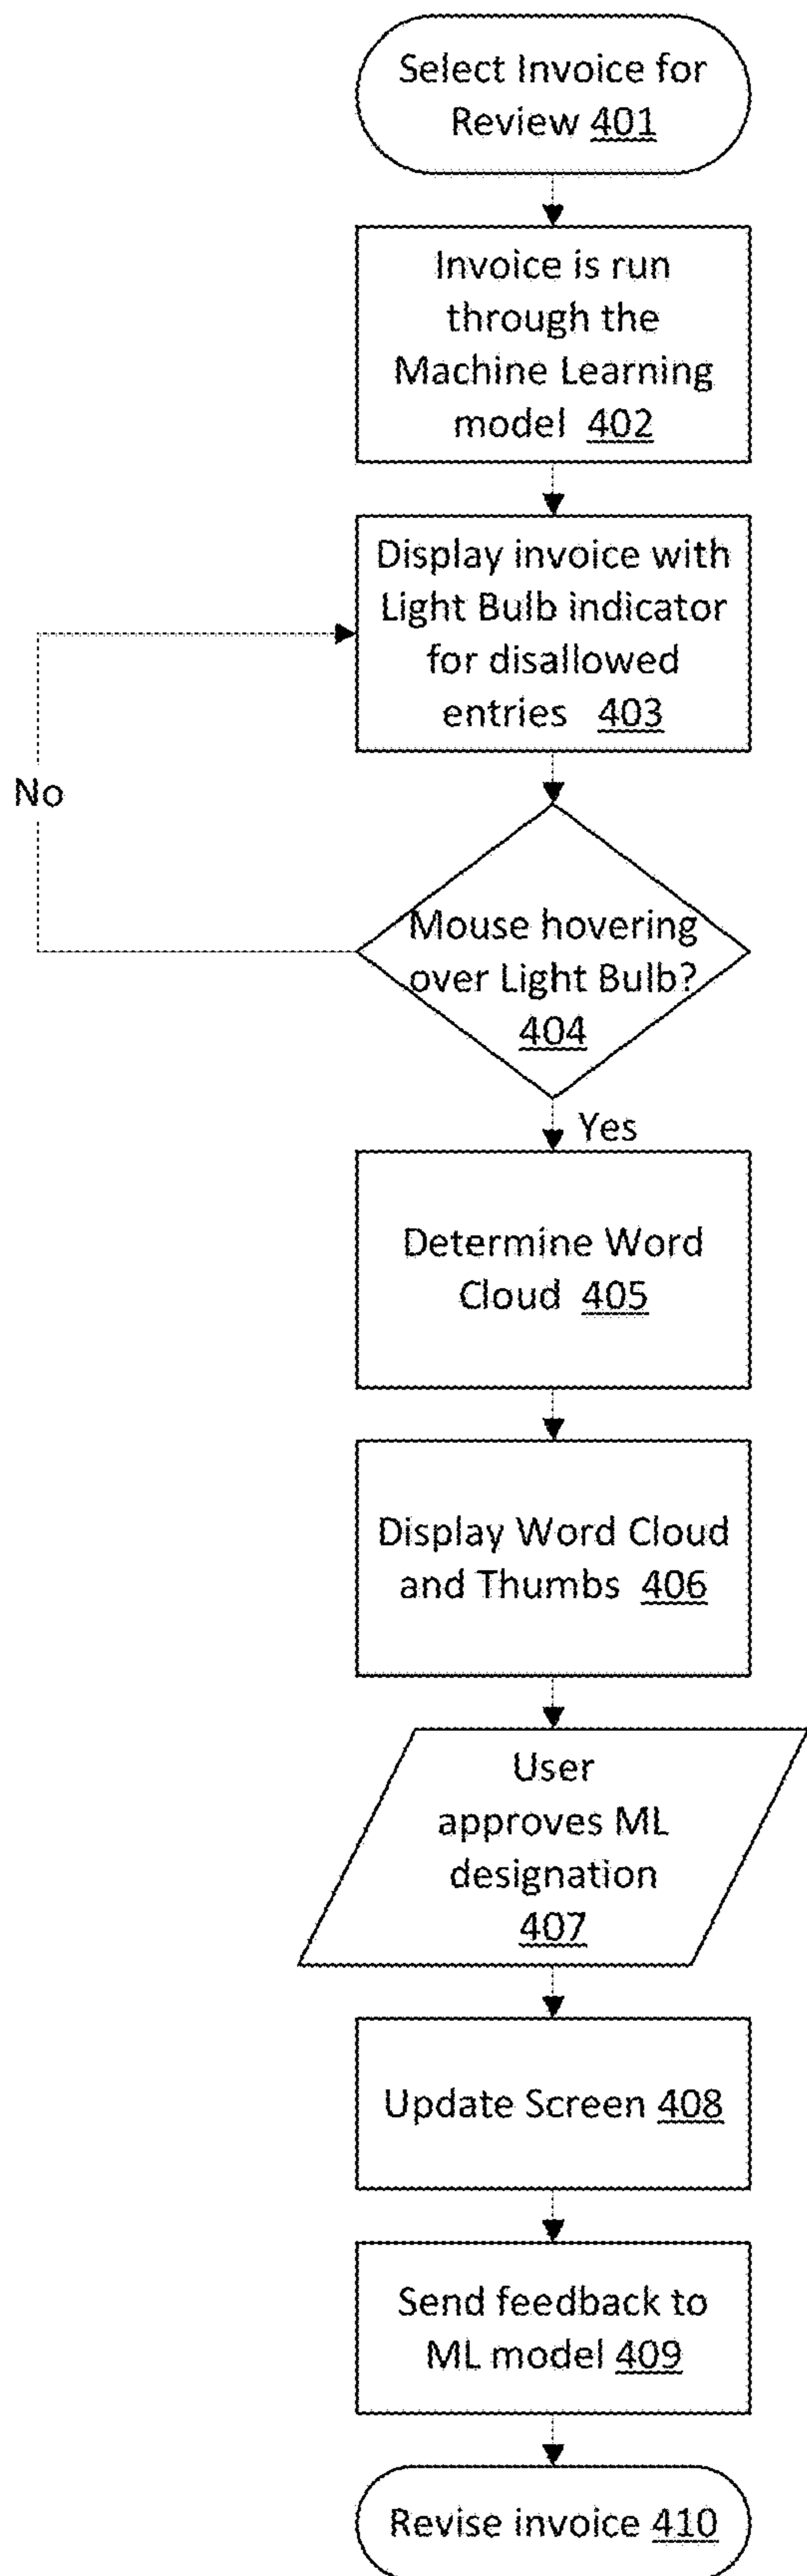 Select Invoice for
Review 401
Invoice is run
through the
Machine Learning
model 402
Display invoice with
Light Bulb indicator
for disallowed
entries 403
No
Mouse hovering
over Light Bulb?
404
Yes
Determine Word
Cloud 405
Display Word Cloud
and Thumbs 406
User
approves ML
designation
407
Update Screen 408
Send feedback to
ML model 409
Revise invoice 410